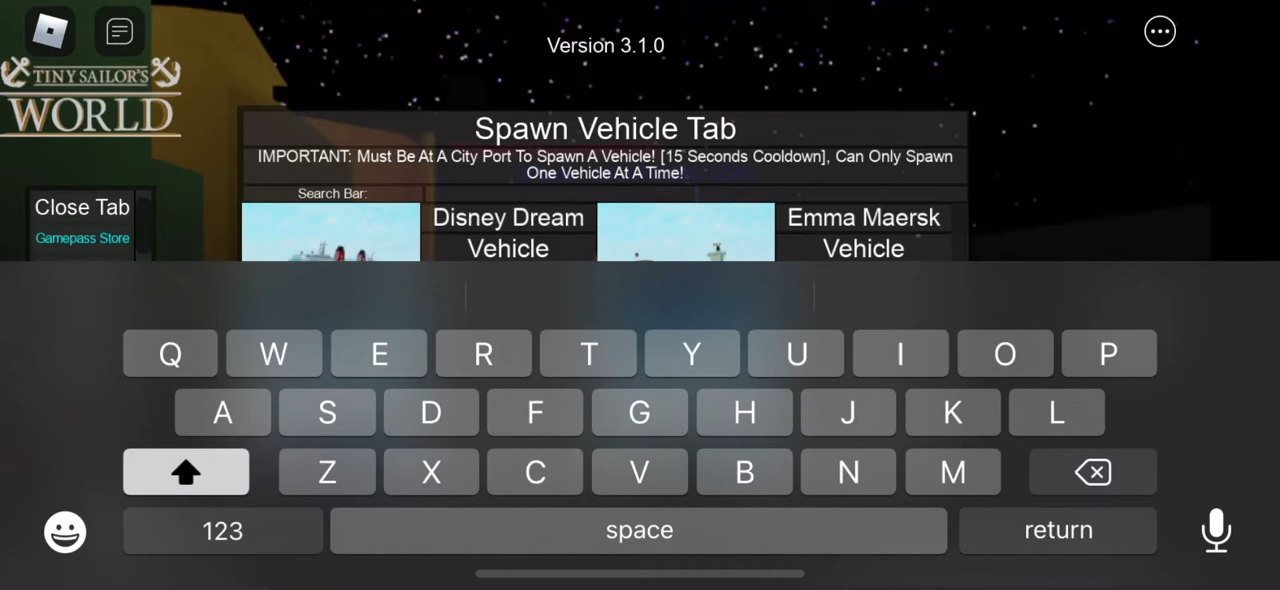 Version 3.1.0
TINY SAILOR'S
WORLD
Spawn Vehicle Tab
IMPORTANT: Must Be At A City Port To Spawn A Vehicle! [15 Seconds Cooldown], Can Only Spawn
One Vehicle At A Time!
Search Bar:
Close Tab
Gamepass Store
Disney Dream
Vehicle
Emma Maersk
Vehicle
Q W E R T Y U I O P
A S D F G H J K L
Z X C V B N M
123 space return